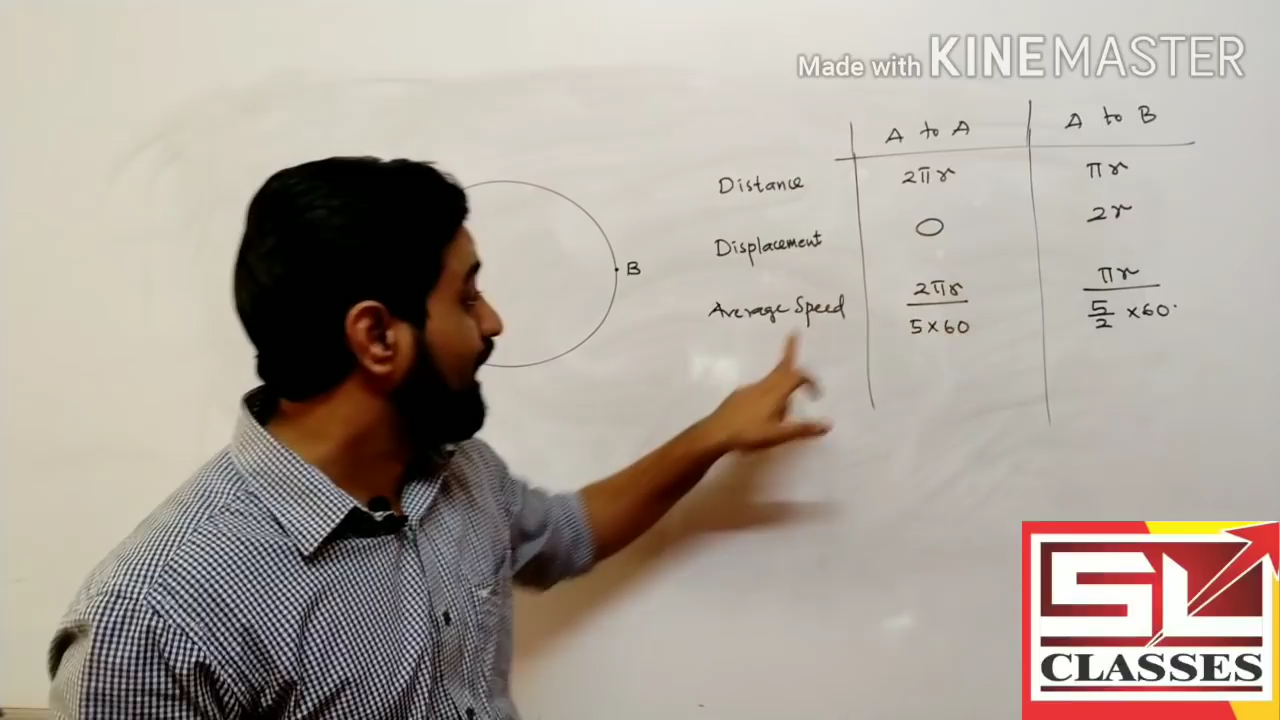 Made with KINEMASTER
A to A A to B
Distance 2πr πr
Displacement 0 2r
Average Speed 2πr / 5×60 πr / 5/2 ×60
B
SL
CLASSES